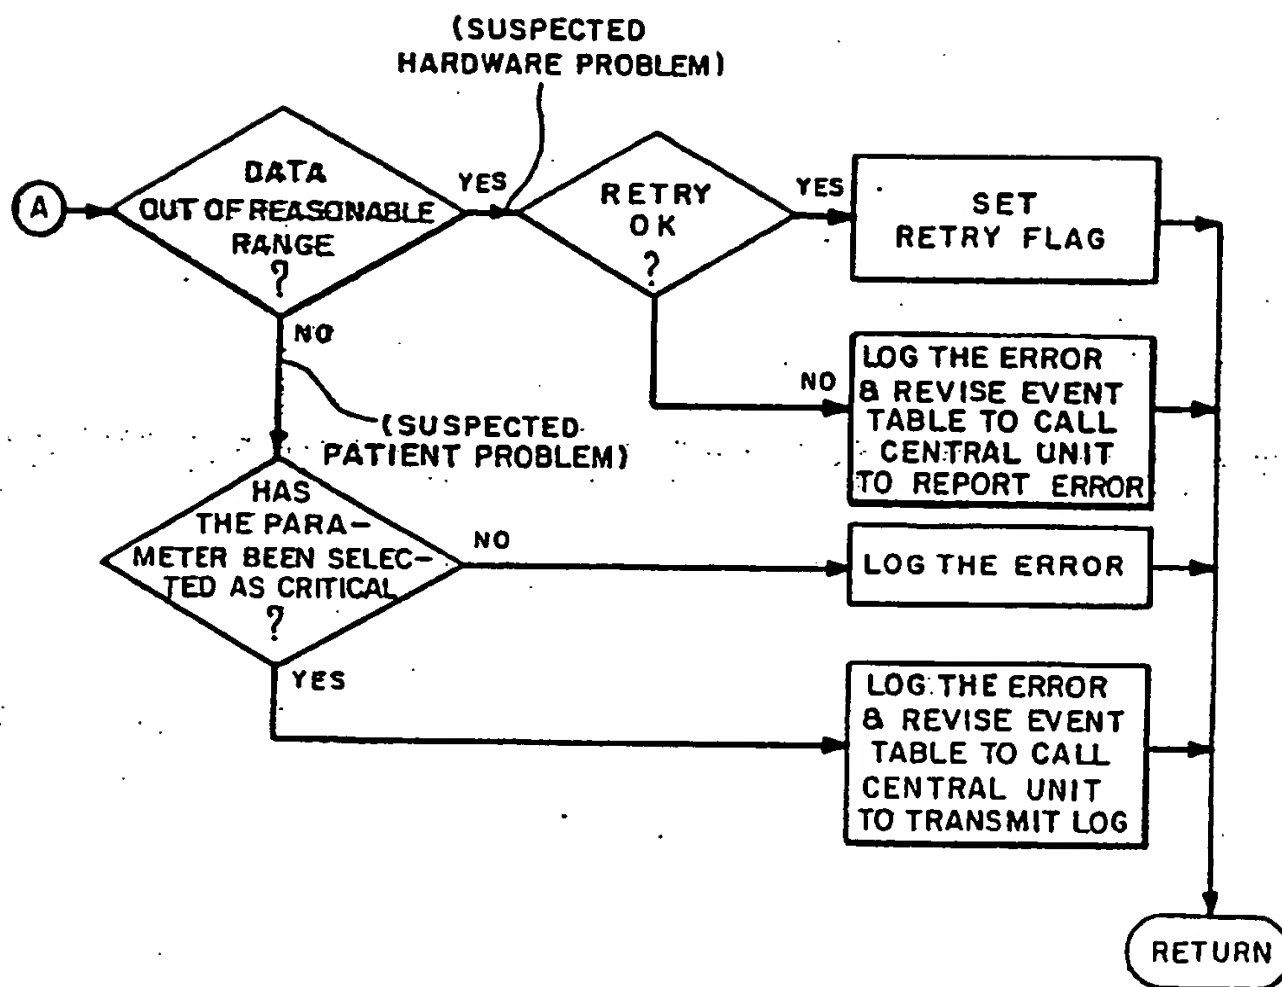 (SUSPECTED
HARDWARE PROBLEM)
A
DATA
OUT OF REASONABLE
RANGE
?
YES
RETRY
OK
?
YES
SET
RETRY FLAG
NO
(SUSPECTED
PATIENT PROBLEM)
NO
LOG THE ERROR
& REVISE EVENT
TABLE TO CALL
CENTRAL UNIT
TO REPORT ERROR
HAS
THE PARA-
METER BEEN SELEC-
TED AS CRITICAL
?
NO
LOG THE ERROR
YES
LOG THE ERROR
& REVISE EVENT
TABLE TO CALL
CENTRAL UNIT
TO TRANSMIT LOG
RETURN